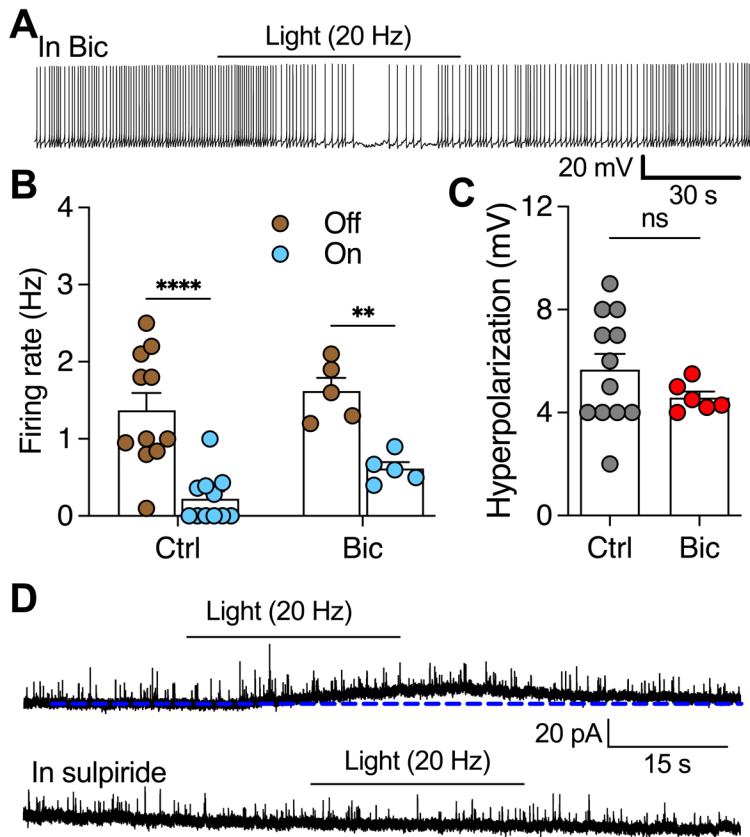 A
In Bic
Light (20 Hz)
20 mV
30 s
B
4
3
2
1
0
Firing rate (Hz)
Off
On
****
**
Ctrl
Bic
C
12
8
4
0
Hyperpolarization (mV)
ns
Ctrl
Bic
D
Light (20 Hz)
20 pA
15 s
In sulpiride
Light (20 Hz)